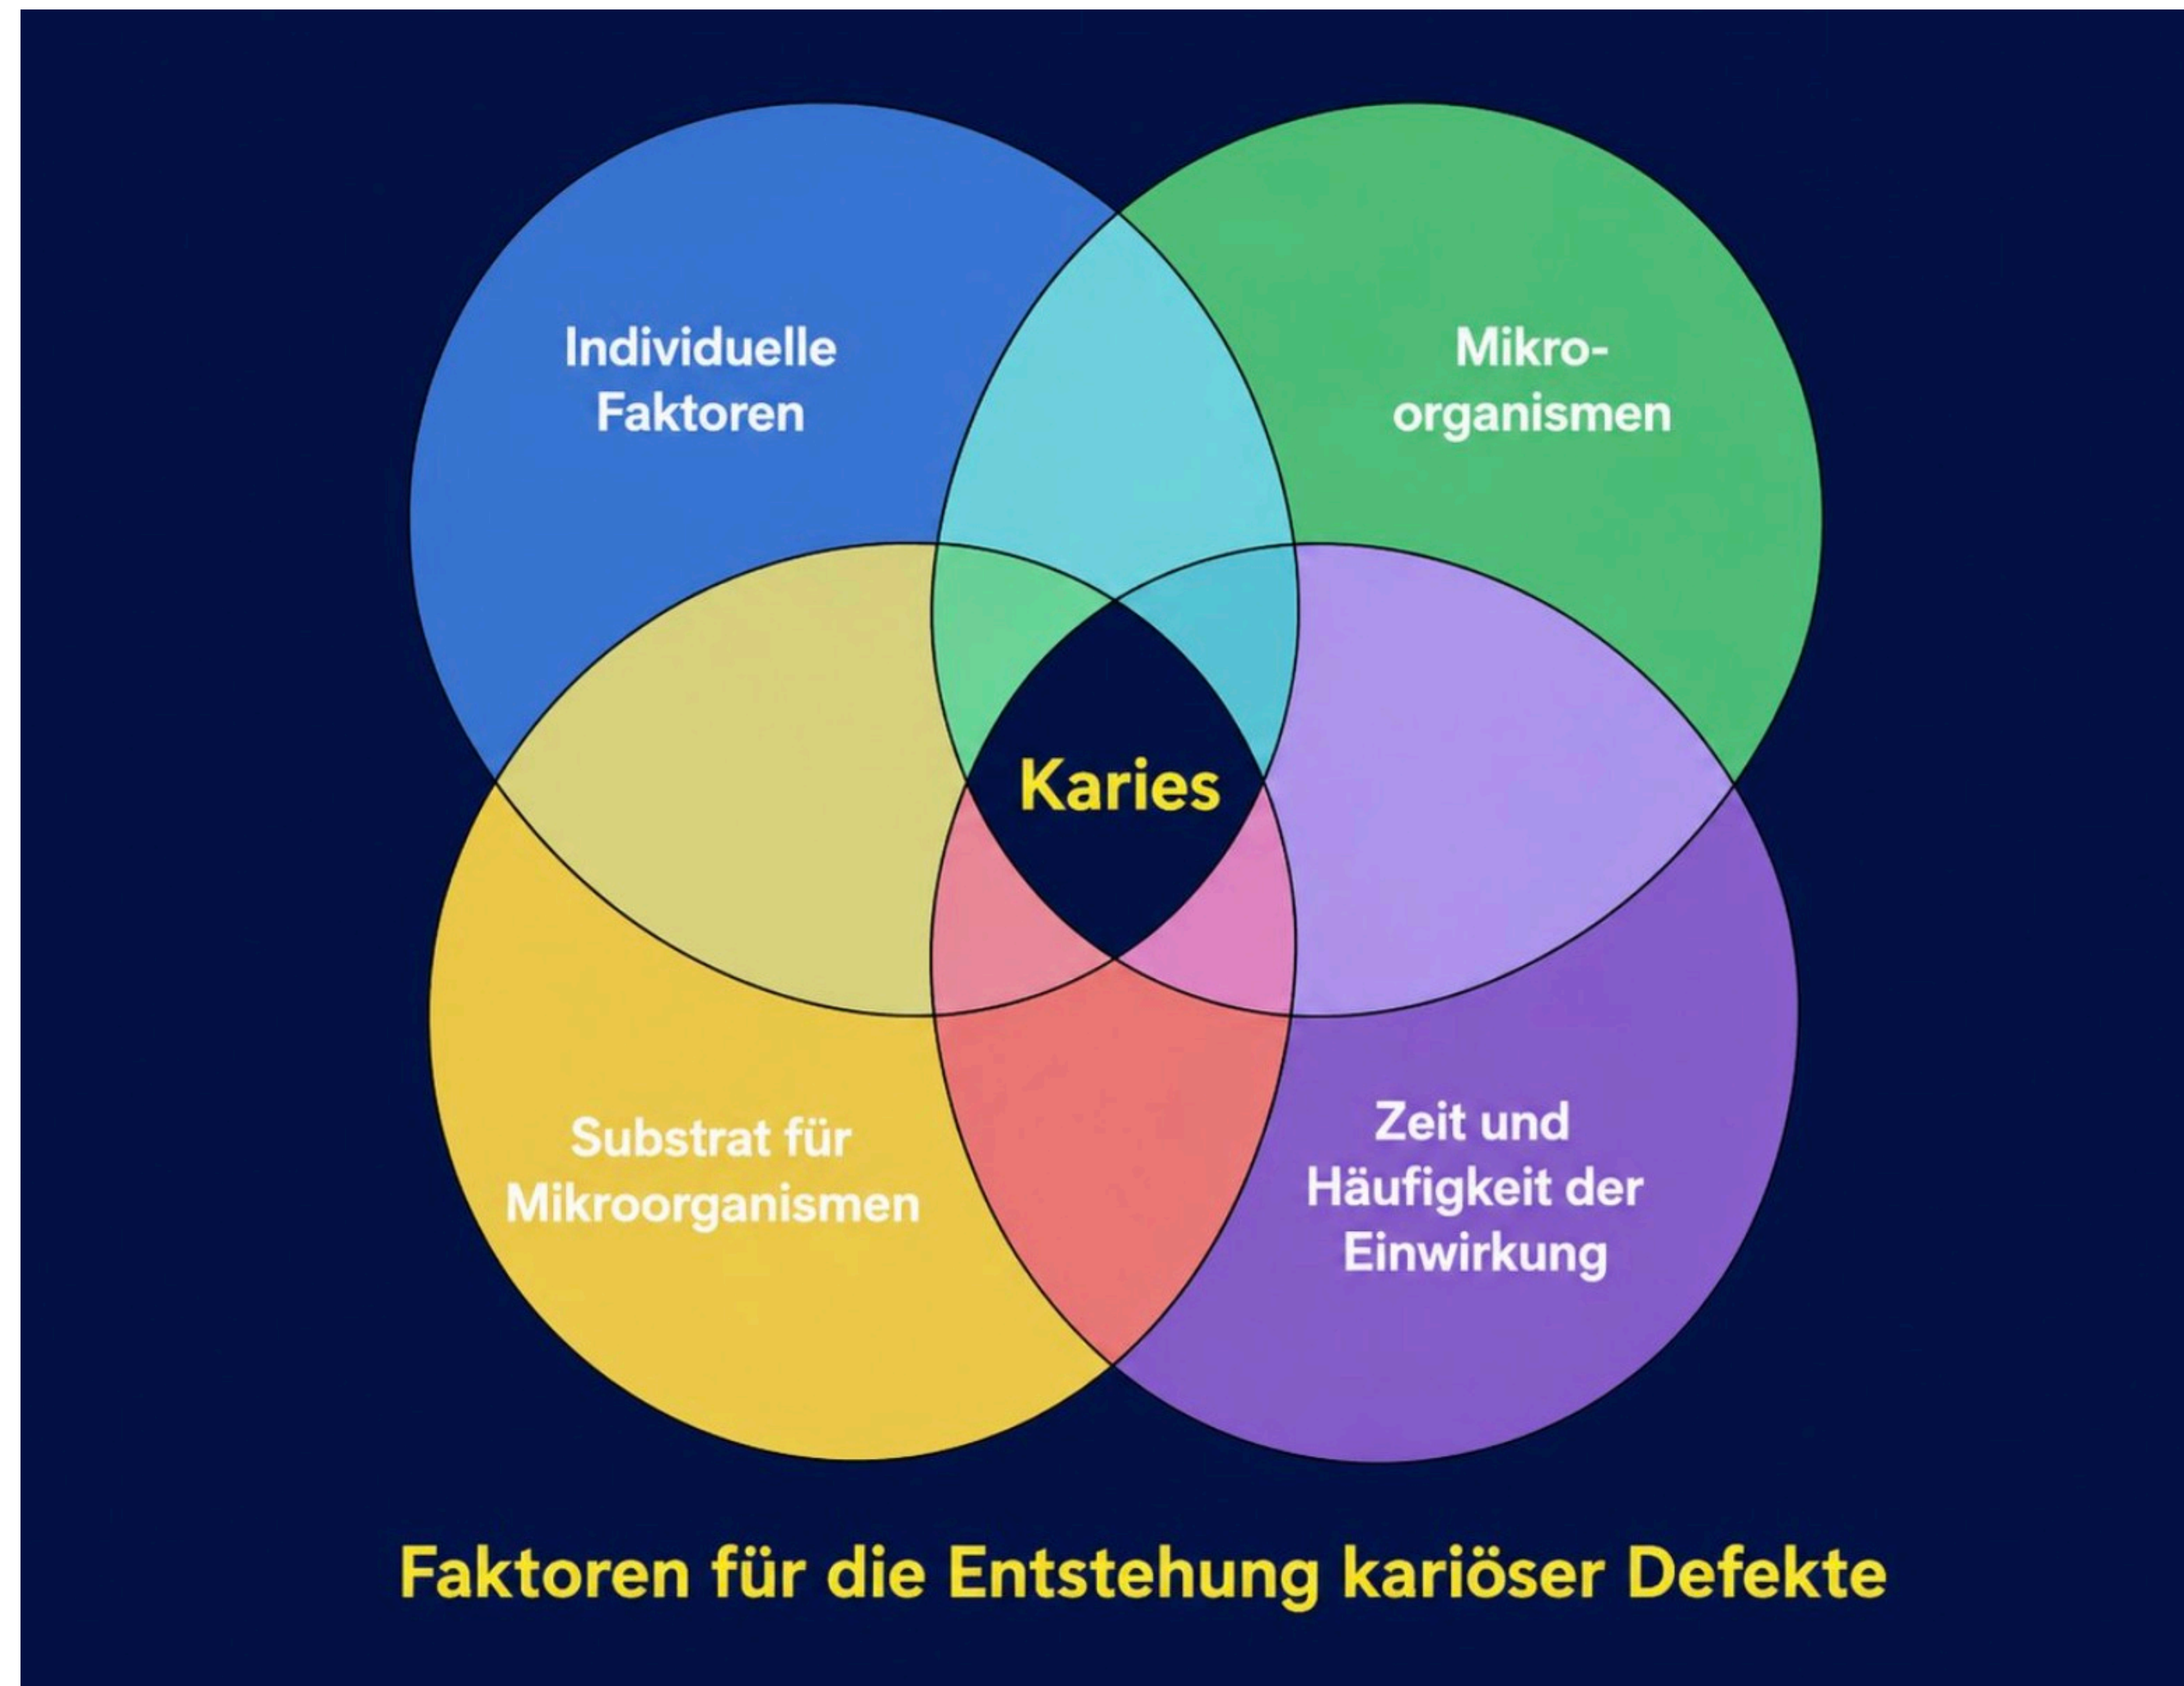 Individuelle
Faktoren
Mikro-
organismen
Karies
Substrat für
Mikroorganismen
Zeit und
Häufigkeit der
Einwirkung
Faktoren für die Entstehung kariöser Defekte